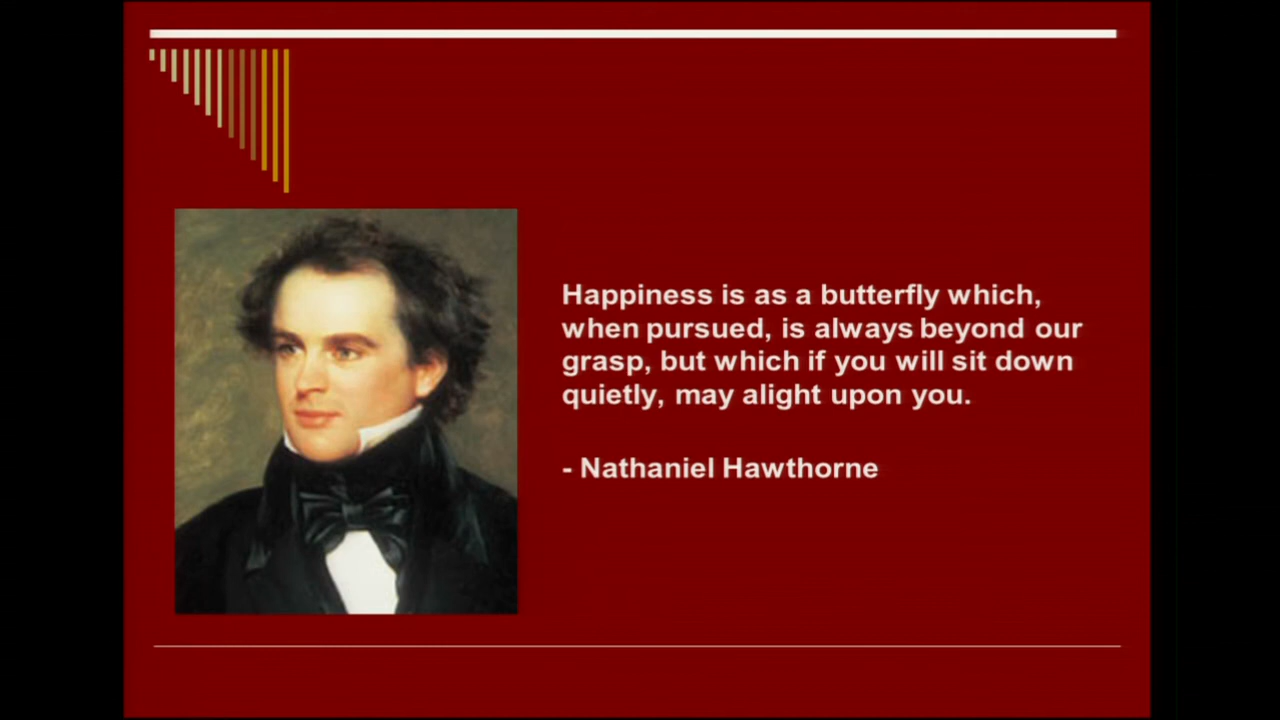 Happiness is as a butterfly which,
when pursued, is always beyond our
grasp, but which if you will sit down
quietly, may alight upon you.
- Nathaniel Hawthorne